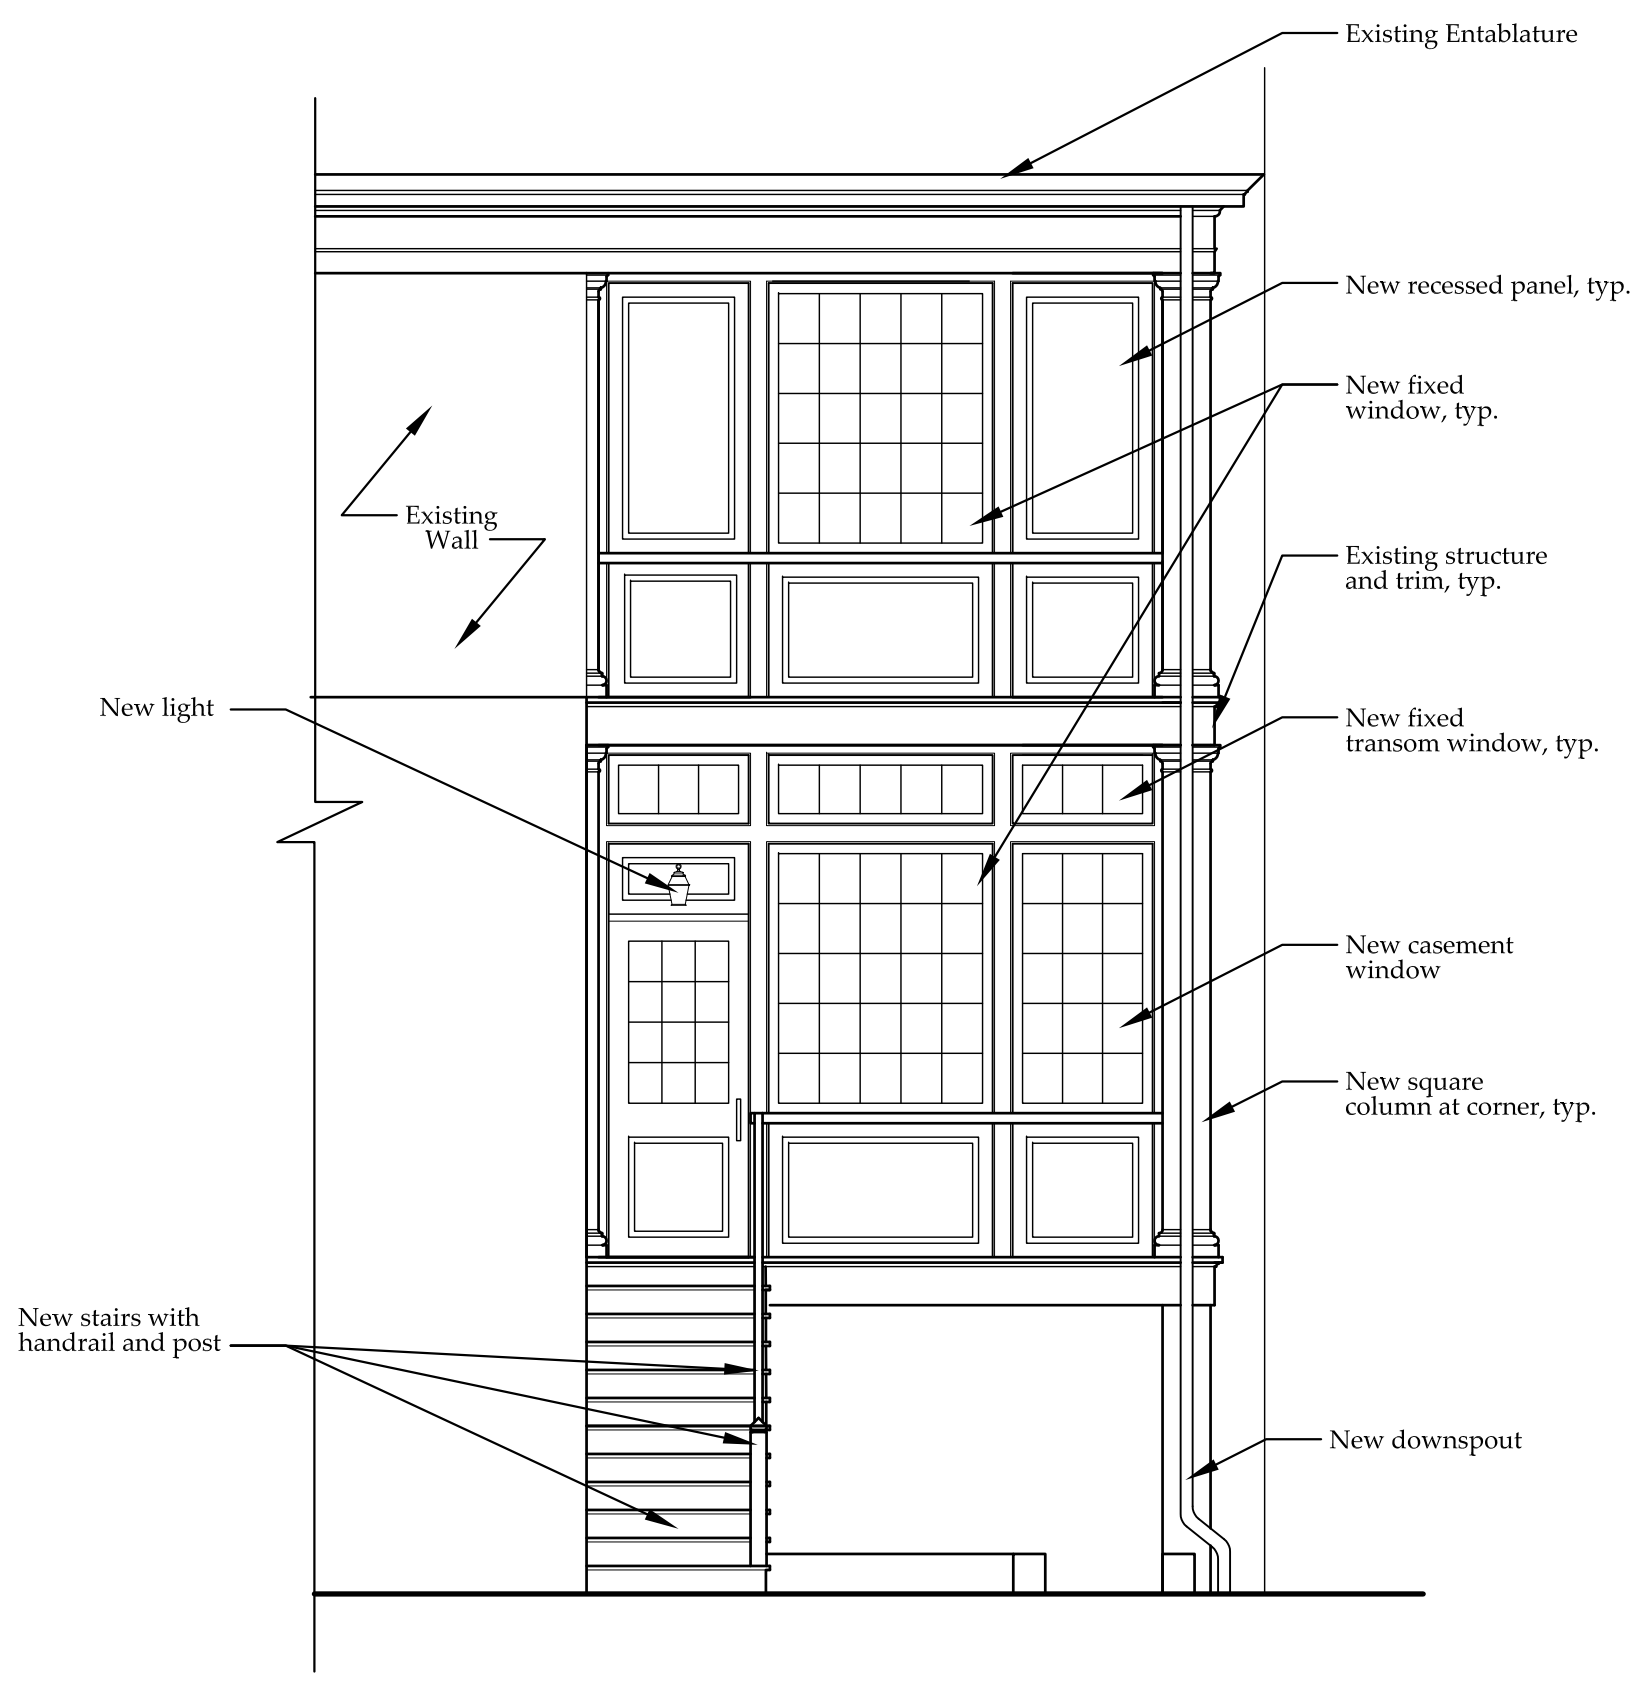 Existing Entablature
New recessed panel, typ.
New fixed
window, typ.
Existing
Wall
Existing structure
and trim, typ.
New light
New fixed
transom window, typ.
New casement
window
New square
column at corner, typ.
New stairs with
handrail and post
New downspout